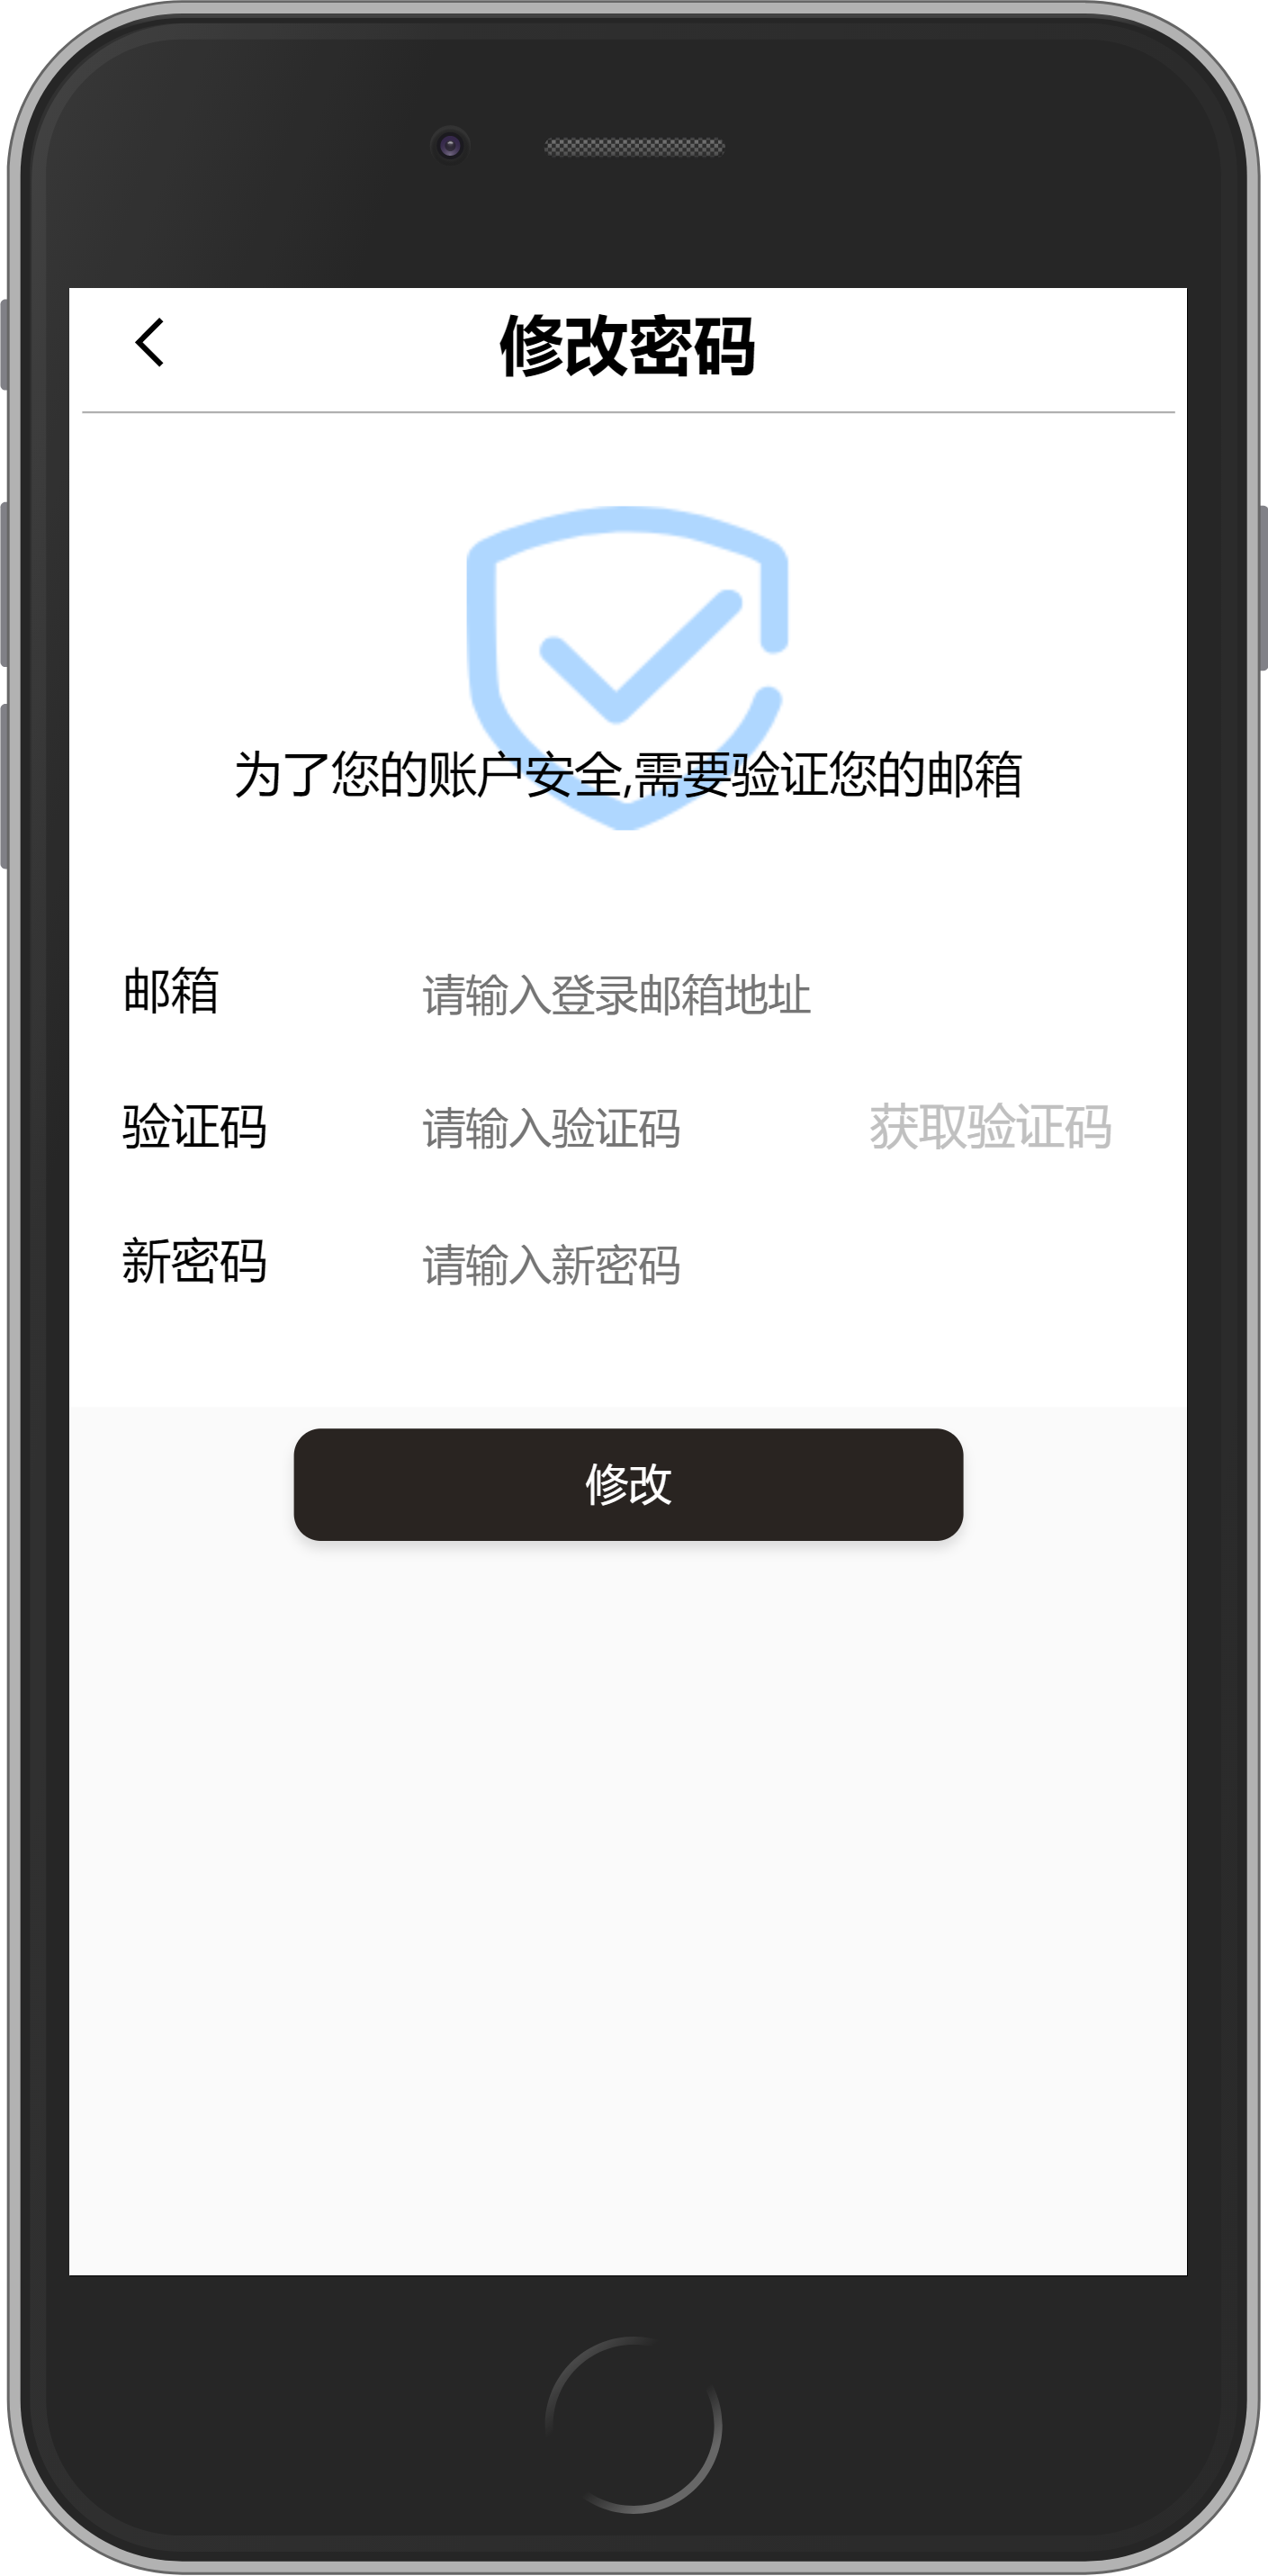 修改密码
为了您的账户安全,需要验证您的邮箱
邮箱 请输入登录邮箱地址
验证码 请输入验证码 获取验证码
新密码 请输入新密码
修改